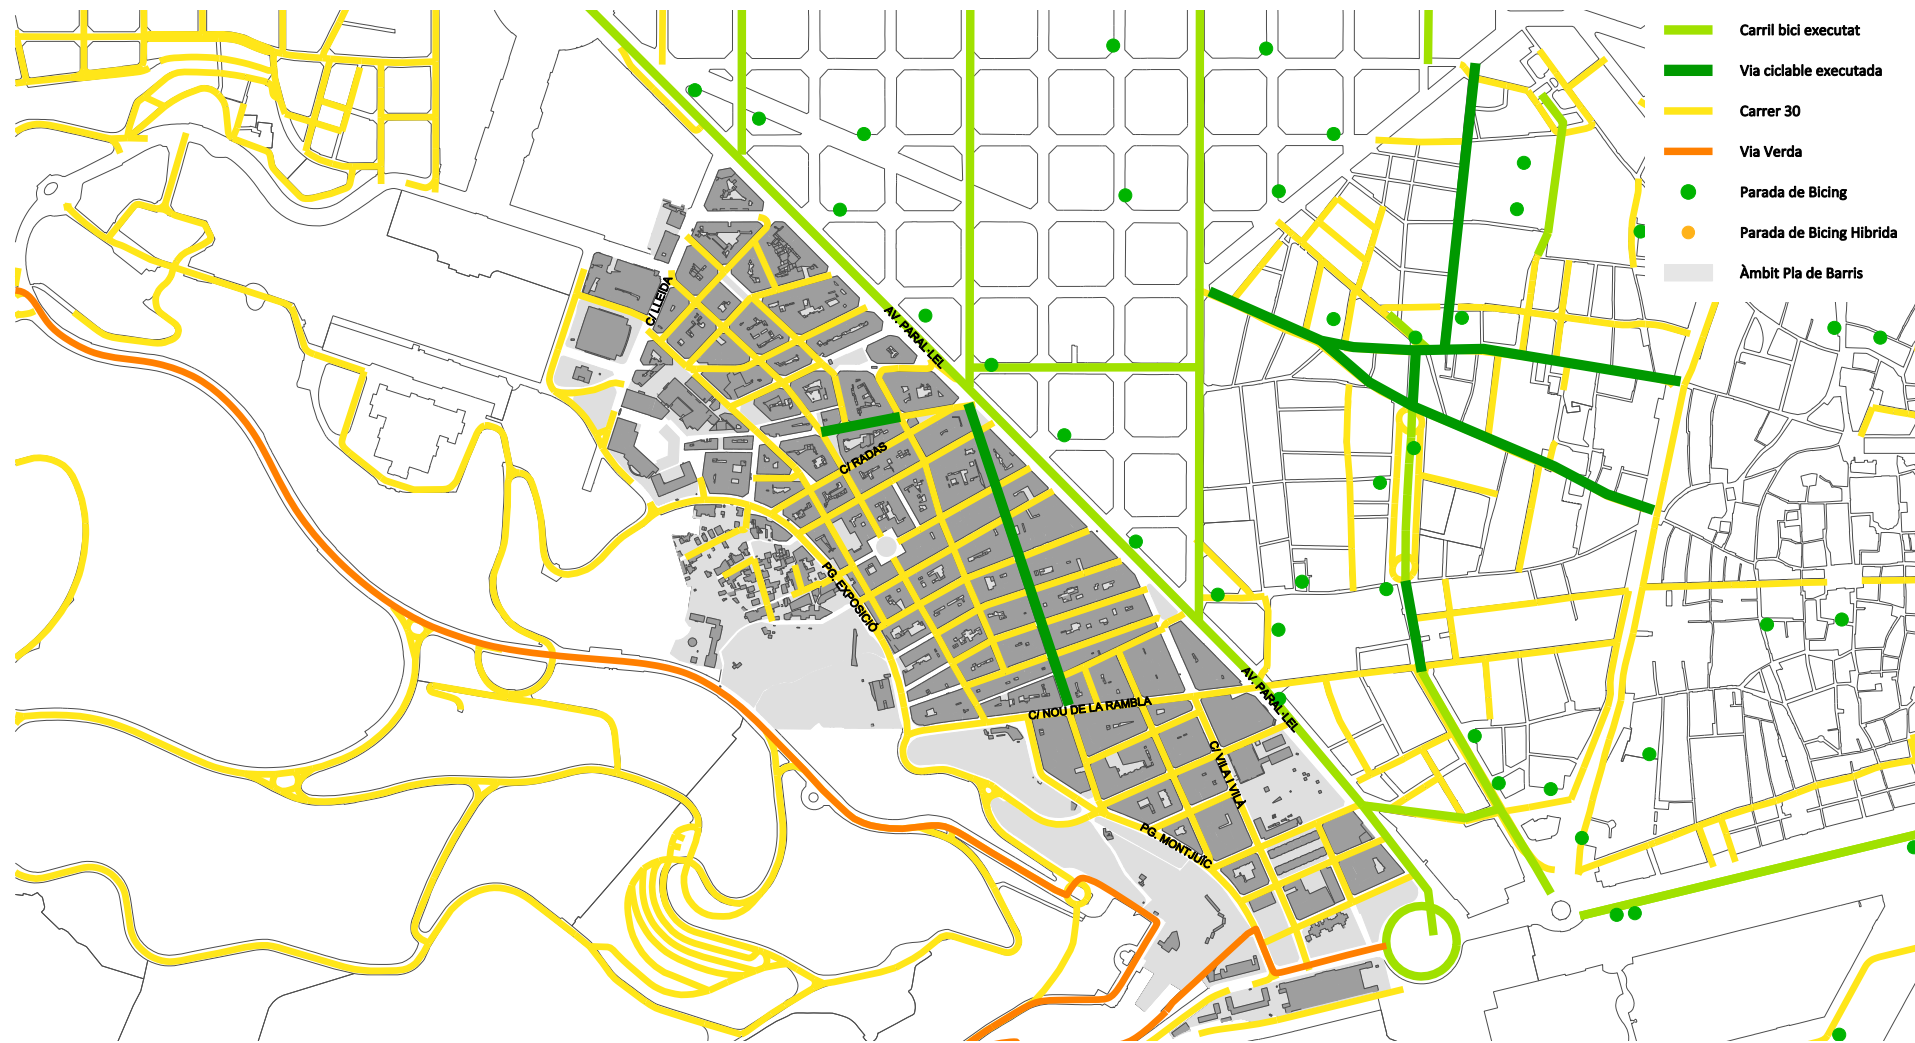 Carril bici executat
Via ciclable executada
Carrer 30
Via Verda
Parada de Bicing
Parada de Bicing Hibrida
Àmbit Pla de Barris
C/ LLEIDA
AV. PARAL·LEL
C/ RADAS
PG. EXPOSICIÓ
AV. PARAL·LEL
C/ NOU DE LA RAMBLA
C/ VILA I VILÀ
PG. MONTJUÏC